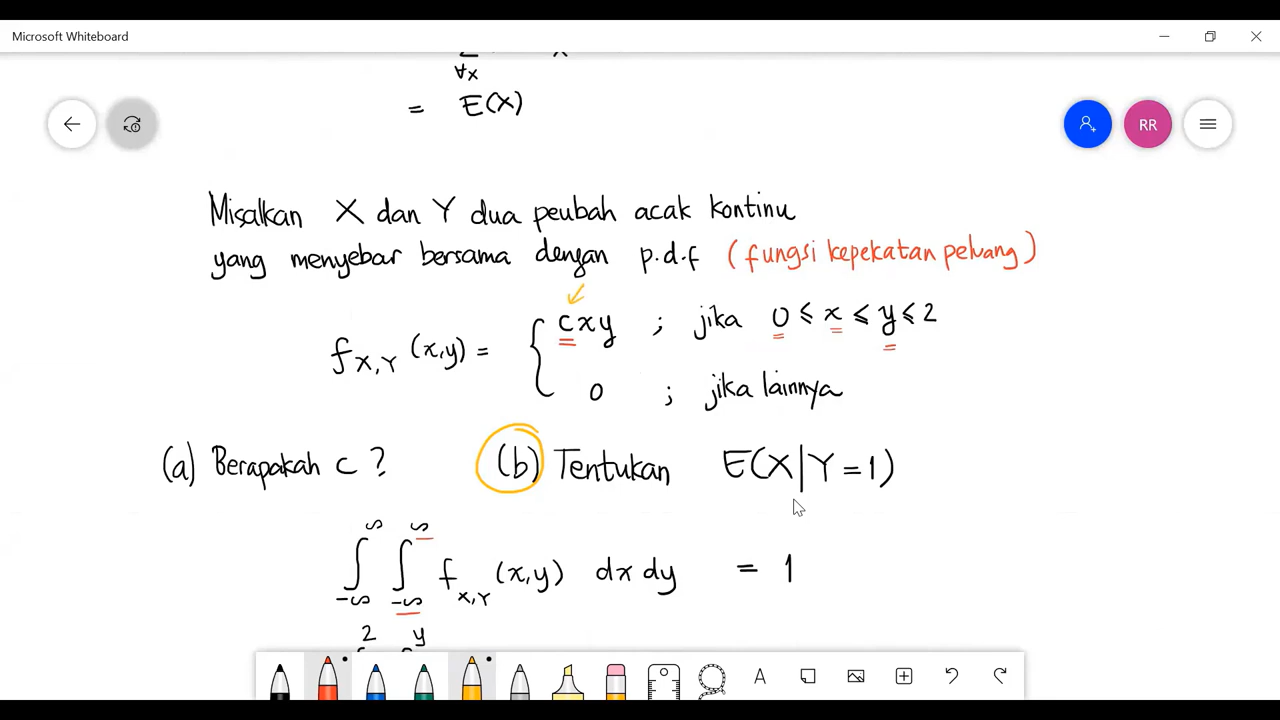 Microsoft Whiteboard
∀x
= E(X)
RR
Misalkan X dan Y dua peubah acak kontinu
yang menyebar bersama dengan p.d.f (fungsi kepekatan peluang)
f X,Y (x,y) = { cxy ; jika 0 ≤ x ≤ y ≤ 2
0 ; jika lainnya
(a) Berapakah c ? (b) Tentukan E(X|Y=1)
∫_{-∞}^{∞} ∫_{-∞}^{∞} f X,Y (x,y) dx dy = 1
2 y
A